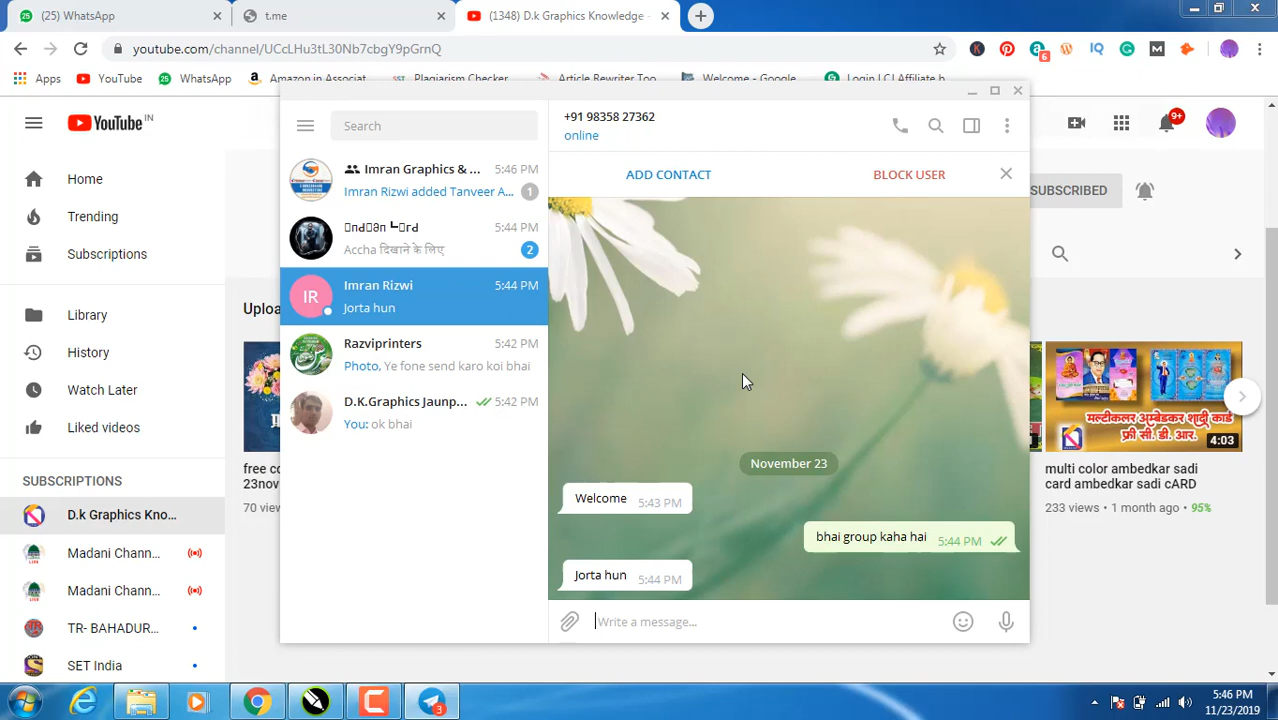 (25) WhatsApp
t.me
(1348) D.k Graphics Knowledge -
youtube.com/channel/UCcLHu3tL30Nb7cbgY9pGrnQ
6
Apps
YouTube
WhatsApp
Amazon in Associat
Plagiarism Checker
Article Rewriter Too
Welcome - Google
Login | CJ Affiliate b
YouTube IN
9+
Home
Trending
Subscriptions
Library
History
Watch Later
Liked videos
SUBSCRIPTIONS
D.k Graphics Kno...
Madani Chann...
Madani Chann...
TR- BAHADUR...
SET India
SUBSCRIBED
Search
Imran Graphics & ... 5:46 PM
Imran Rizwi added Tanveer A... 1
5:44 PM
Accha दिखाने के लिए 2
IR
Imran Rizwi 5:44 PM
Jorta hun
Razviprinters 5:42 PM
Photo, Ye fone send karo koi bhai
D.K.Graphics Jaunp... 5:42 PM
You: ok bhai
+91 98358 27362
online
ADD CONTACT
BLOCK USER
November 23
Welcome 5:43 PM
bhai group kaha hai 5:44 PM
Jorta hun 5:44 PM
Write a message...
Uploa
free c
23nov
70 view
मल्टीकलर अम्बेडकर शादी कार्ड
फ्री सी. डी. आर.
4:03
multi color ambedkar sadi
card ambedkar sadi cARD
233 views • 1 month ago • 95%
3
5:46 PM
11/23/2019